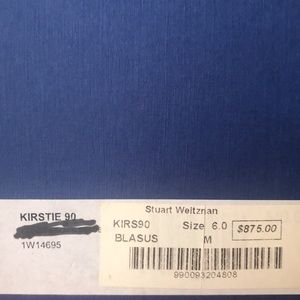 KIRSTIE 90
1W14695
Stuart Weitzman
KIRS90 Size 6.0 $875.00
BLASUS M
990093204808